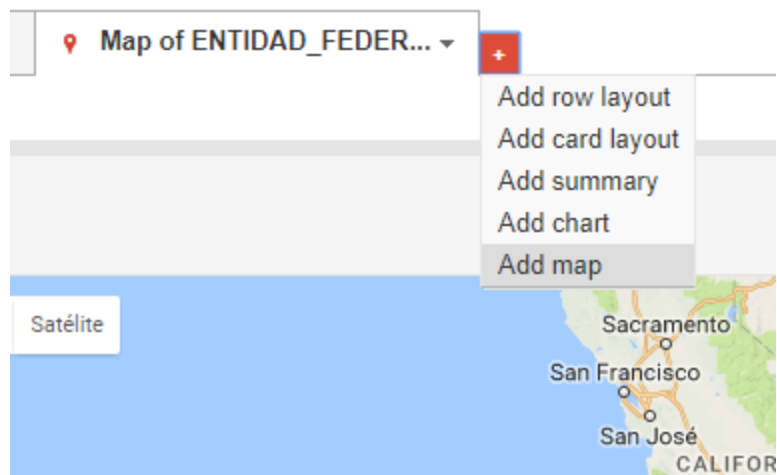 Map of ENTIDAD_FEDER...
+
Add row layout
Add card layout
Add summary
Add chart
Add map
Satélite
Sacramento
San Francisco
San José
CALIFOR